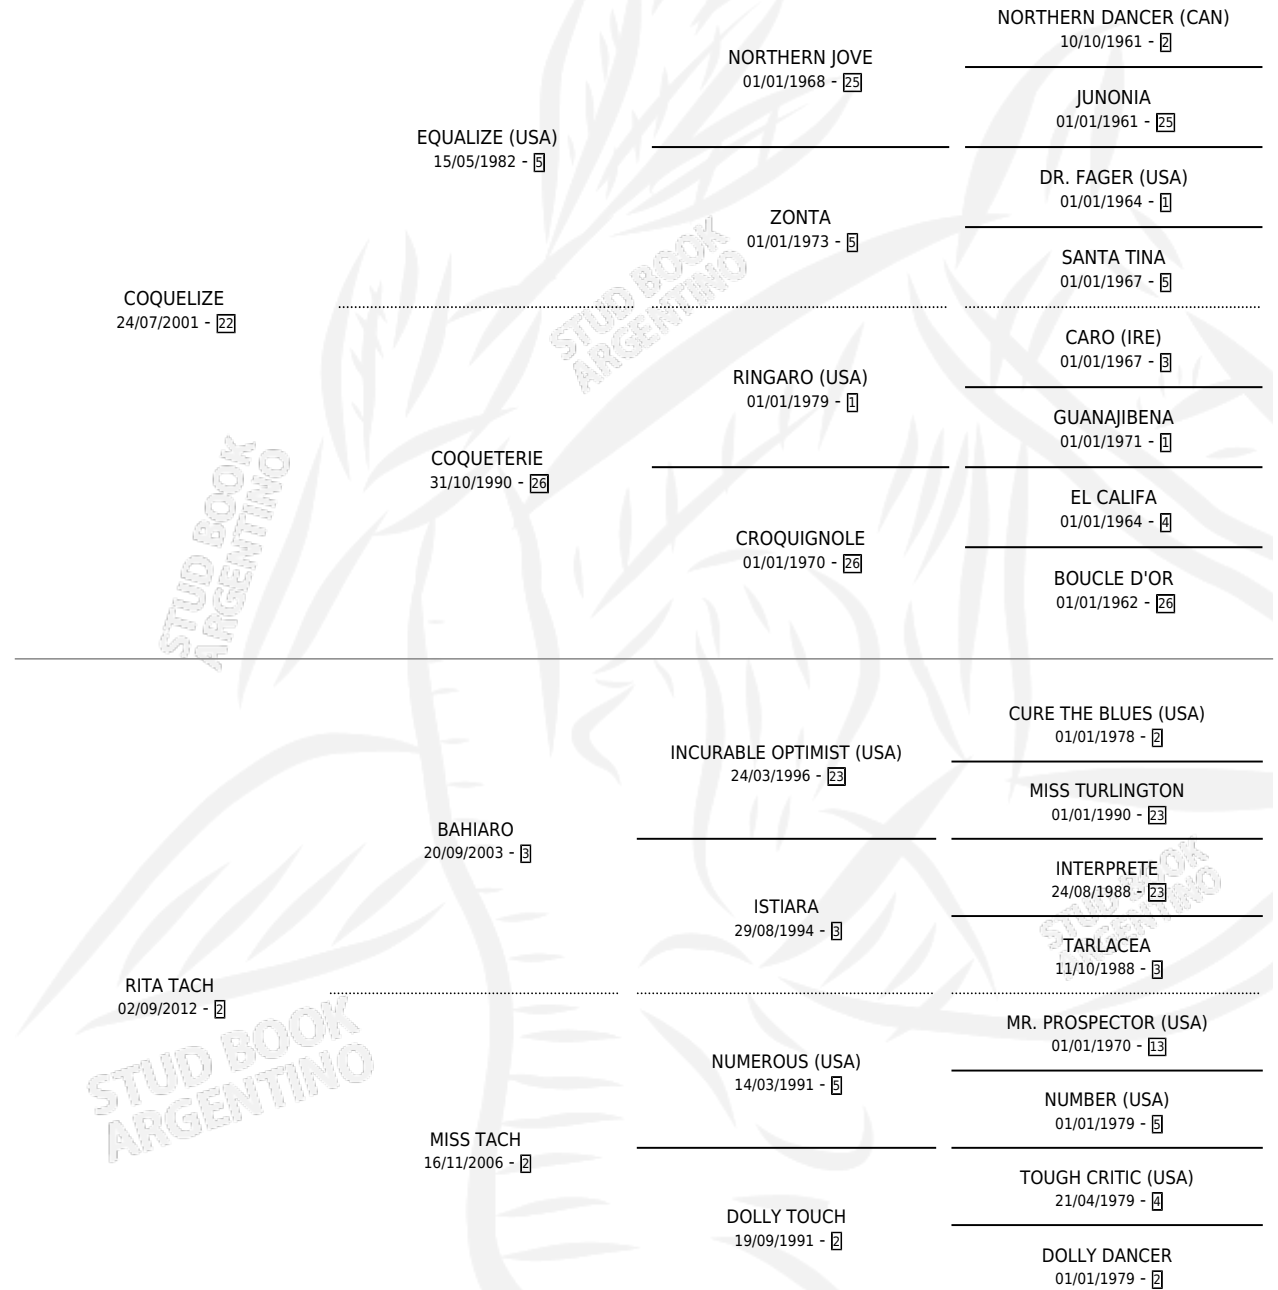 NORTHERN DANCER (CAN)
10/10/1961 - 2
NORTHERN JOVE
01/01/1968 - 25
JUNONIA
01/01/1961 - 25
EQUALIZE (USA)
15/05/1982 - 5
DR. FAGER (USA)
01/01/1964 - 1
ZONTA
01/01/1973 - 5
SANTA TINA
01/01/1967 - 5
COQUELIZE
24/07/2001 - 22
CARO (IRE)
01/01/1967 - 3
RINGARO (USA)
01/01/1979 - 1
GUANAJIBENA
01/01/1971 - 1
COQUETERIE
31/10/1990 - 26
EL CALIFA
01/01/1964 - 4
CROQUIGNOLE
01/01/1970 - 26
BOUCLE D'OR
01/01/1962 - 26
STUD BOOK
ARGENTINO
STUD BOOK
ARGENTINO
CURE THE BLUES (USA)
01/01/1978 - 2
INCURABLE OPTIMIST (USA)
24/03/1996 - 23
MISS TURLINGTON
01/01/1990 - 23
BAHIARO
20/09/2003 - 3
INTERPRETE
24/08/1988 - 23
ISTIARA
29/08/1994 - 3
TARLACEA
11/10/1988 - 3
RITA TACH
02/09/2012 - 2
MR. PROSPECTOR (USA)
01/01/1970 - 13
NUMEROUS (USA)
14/03/1991 - 5
NUMBER (USA)
01/01/1979 - 5
MISS TACH
16/11/2006 - 2
TOUGH CRITIC (USA)
21/04/1979 - 4
DOLLY TOUCH
19/09/1991 - 2
DOLLY DANCER
01/01/1979 - 2
STUD BOOK
ARGENTINO
STUD BOOK
ARGENTINO